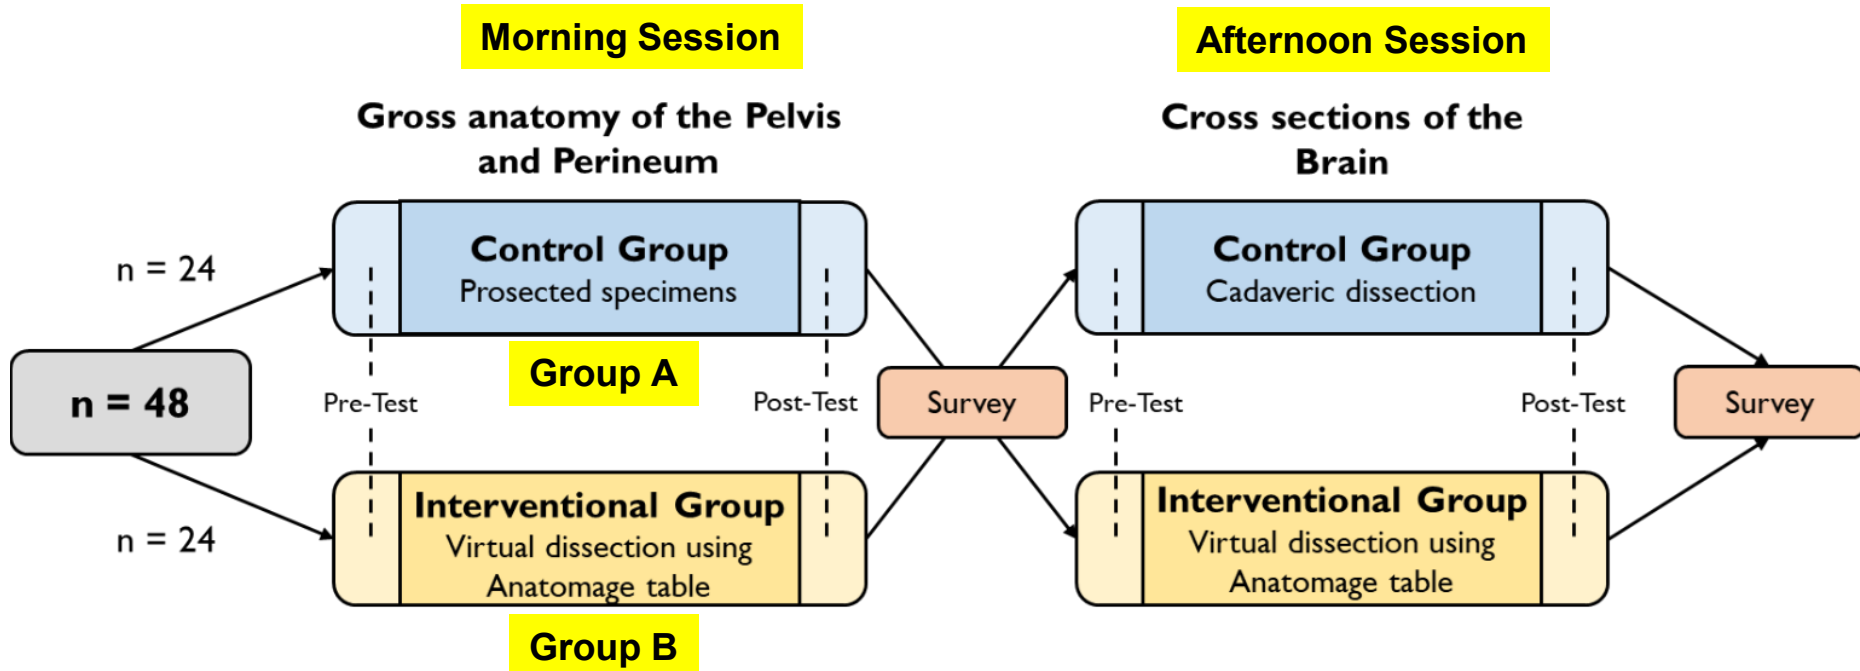 Morning Session
Afternoon Session
Gross anatomy of the Pelvis
and Perineum
Cross sections of the
Brain
n = 48
n = 24
n = 24
Control Group
Prosected specimens
Group A
Pre-Test
Post-Test
Interventional Group
Virtual dissection using
Anatomage table
Group B
Survey
Control Group
Cadaveric dissection
Pre-Test
Post-Test
Interventional Group
Virtual dissection using
Anatomage table
Survey